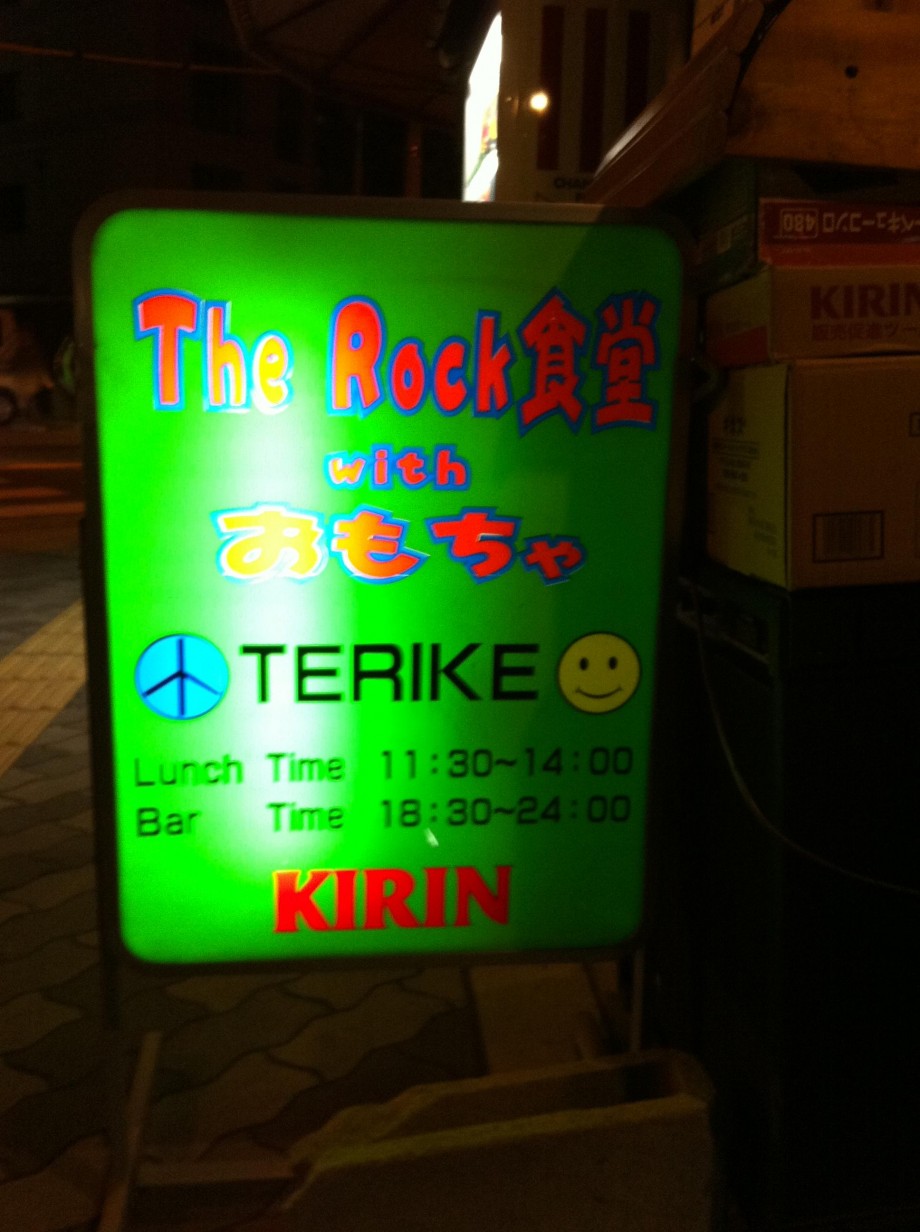 The Rock食堂
with
おもちゃ
TERIKE
Lunch Time 11:30~14:00
Bar Time 18:30~24:00
KIRIN
480
KIRIN